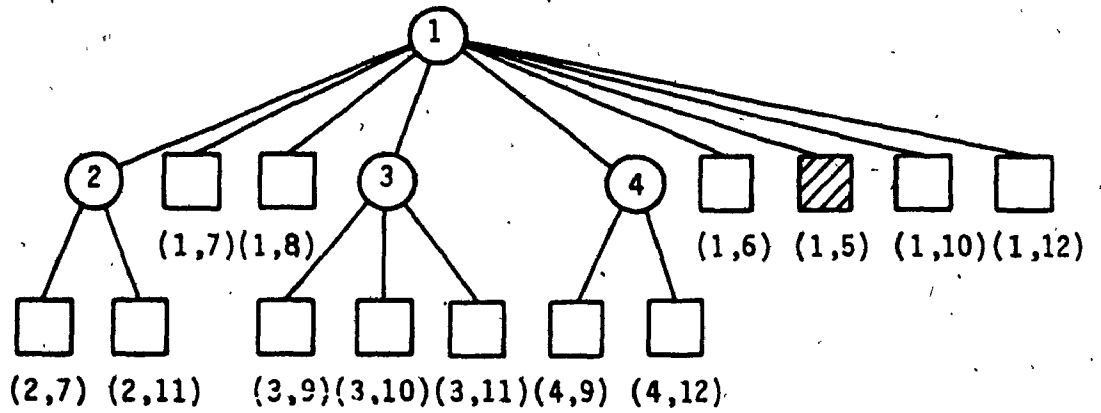 1
2 3 4
(1,7) (1,8) (1,6) (1,5) (1,10) (1,12)
(2,7) (2,11) (3,9) (3,10) (3,11) (4,9) (4,12)